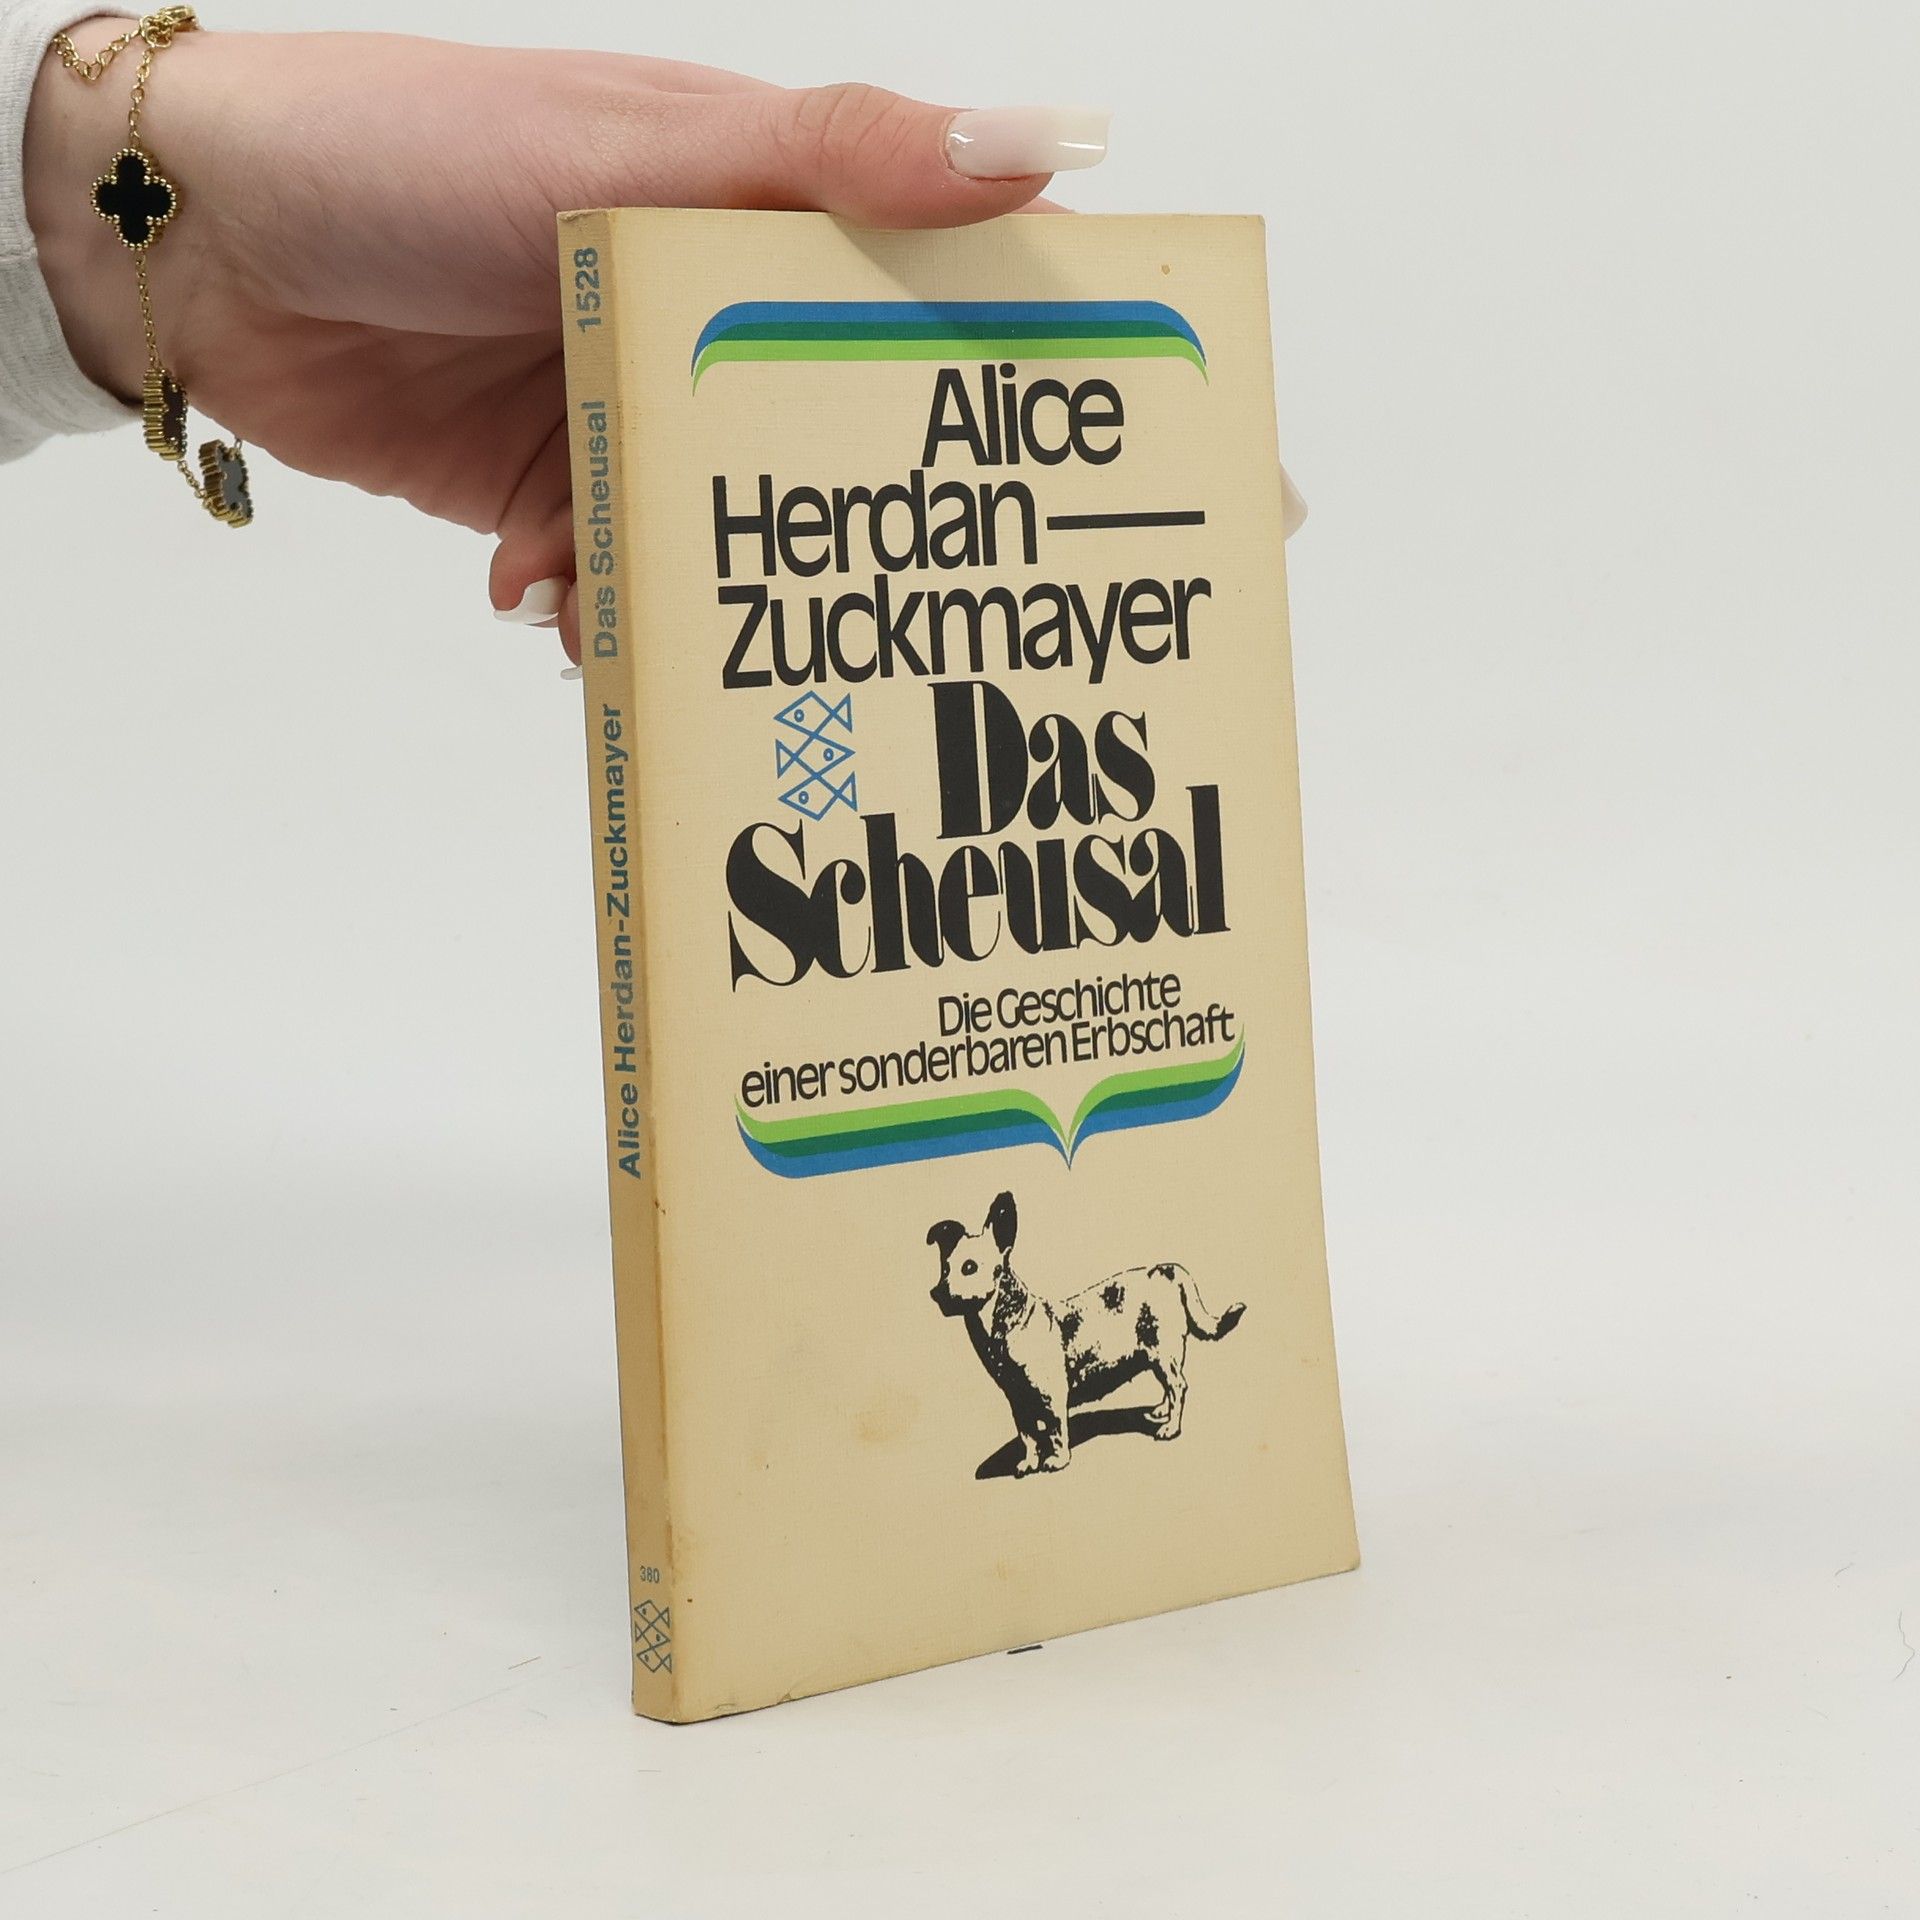 Alice
Herdan—
Zuckmayer
Das
Scheusal
Die Geschichte
einer sonderbaren Erbschaft
Alice Herdan-Zuckmayer Das Scheusal 1528
380